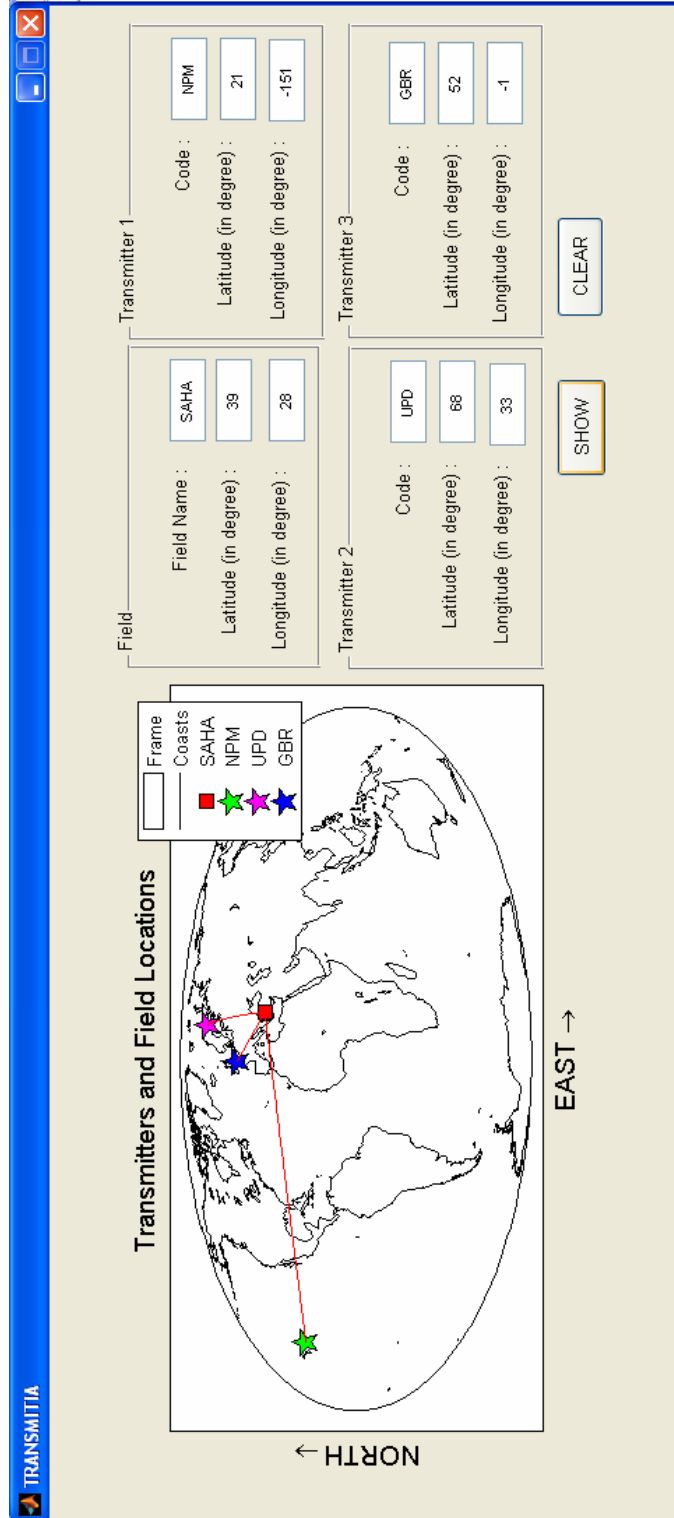 TRANSMITIA
Transmitters and Field Locations
Frame
Coasts
SAHA
NPM
UPD
GBR
NORTH →
EAST →
Field
Field Name :
SAHA
Latitude (in degree) :
39
Longitude (in degree) :
28
Transmitter 1
Code :
NPM
Latitude (in degree) :
21
Longitude (in degree) :
-151
Transmitter 2
Code :
UPD
Latitude (in degree) :
68
Longitude (in degree) :
33
Transmitter 3
Code :
GBR
Latitude (in degree) :
52
Longitude (in degree) :
-1
SHOW
CLEAR